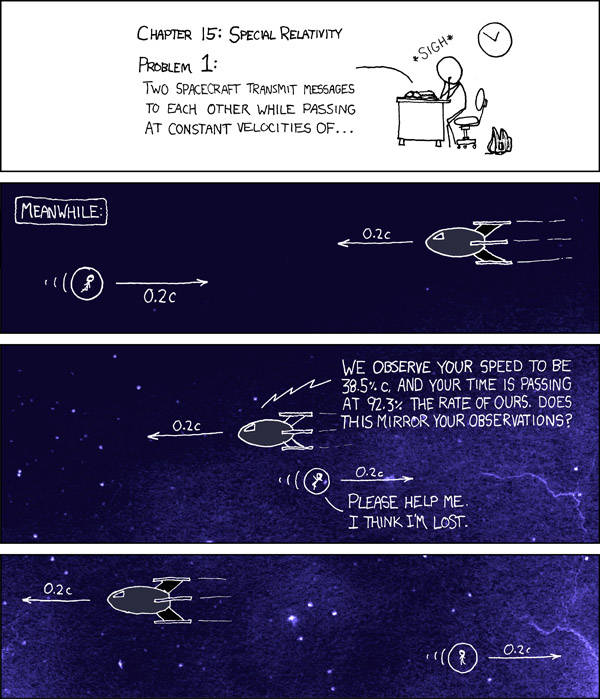 CHAPTER 15: SPECIAL RELATIVITY
PROBLEM 1:
TWO SPACECRAFT TRANSMIT MESSAGES
TO EACH OTHER WHILE PASSING
AT CONSTANT VELOCITIES OF...
*SIGH*
MEANWHILE:
0.2c
0.2c
WE OBSERVE YOUR SPEED TO BE
38.5% c, AND YOUR TIME IS PASSING
AT 92.3% THE RATE OF OURS. DOES
THIS MIRROR YOUR OBSERVATIONS?
0.2c
0.2c
PLEASE HELP ME.
I THINK I'M LOST.
0.2c
0.2c